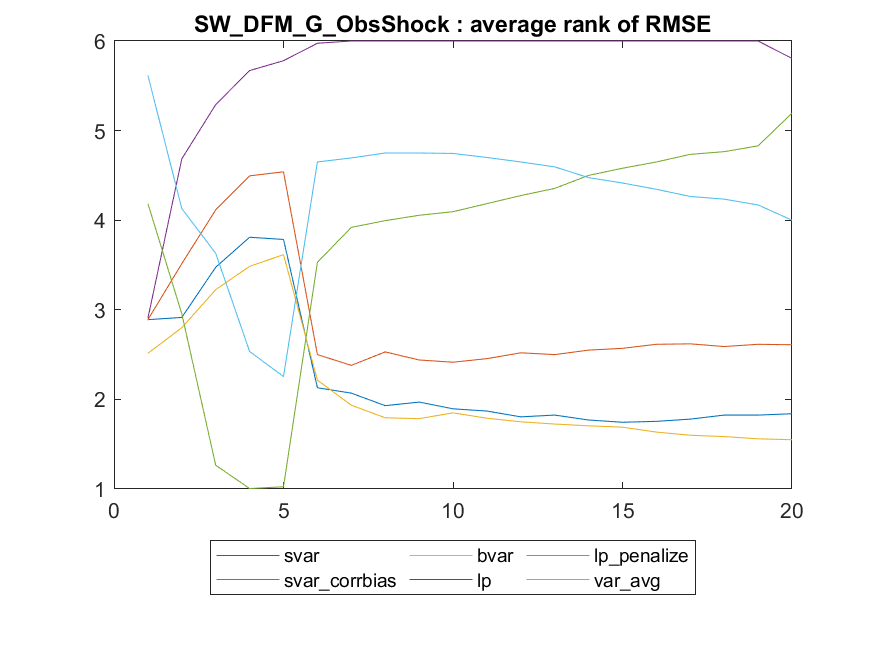 SW_DFM_G_ObsShock : average rank of RMSE
6
5
4
3
2
1
0 5 10 15 20
svar bvar lp_penalize
svar_corrbias lp var_avg